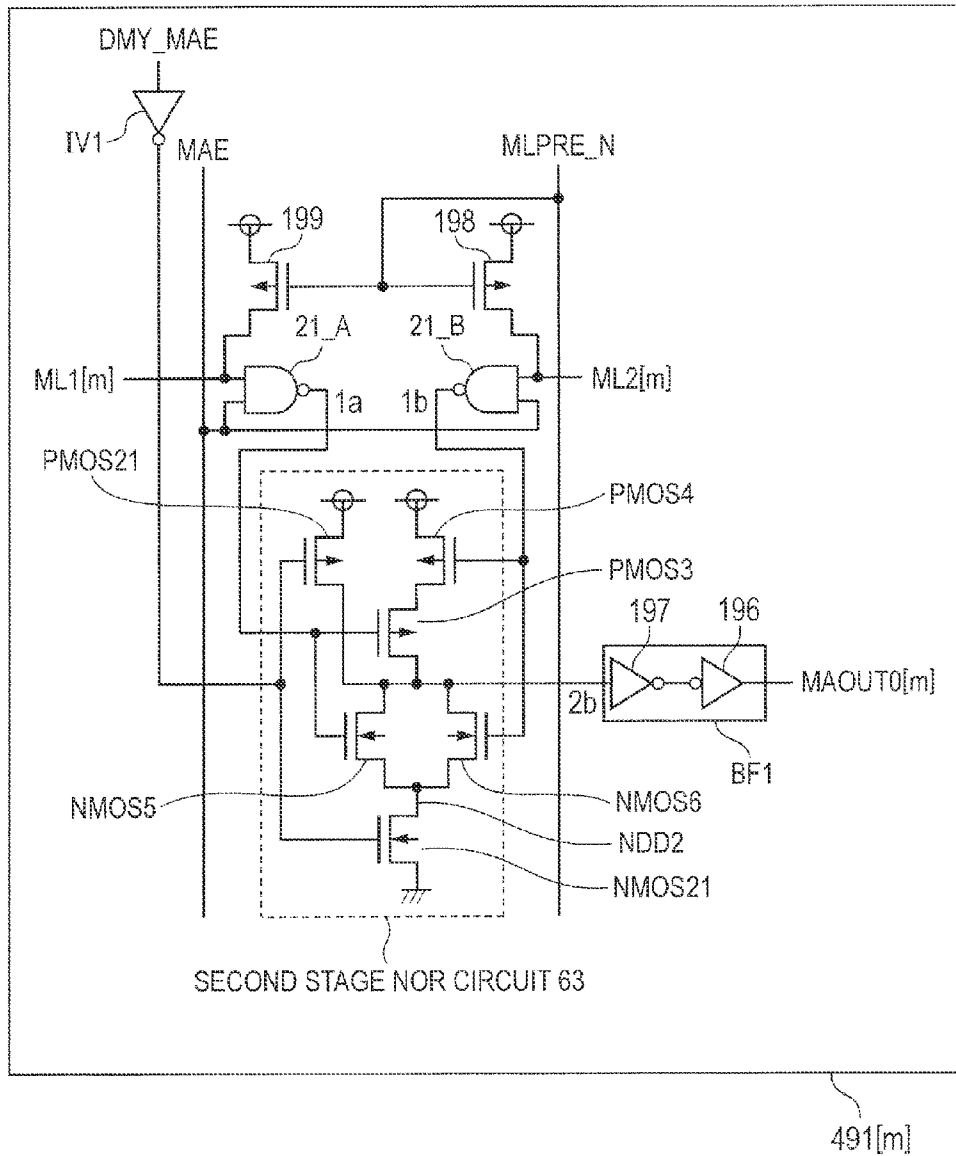 DMY_MAE
IV1
MAE
MLPRE_N
199
198
21_A
21_B
ML1[m]
ML2[m]
1a
1b
PMOS21
PMOS4
PMOS3
197
196
MAOUT0[m]
2b
BF1
NMOS5
NMOS6
NDD2
NMOS21
SECOND STAGE NOR CIRCUIT 63
491[m]